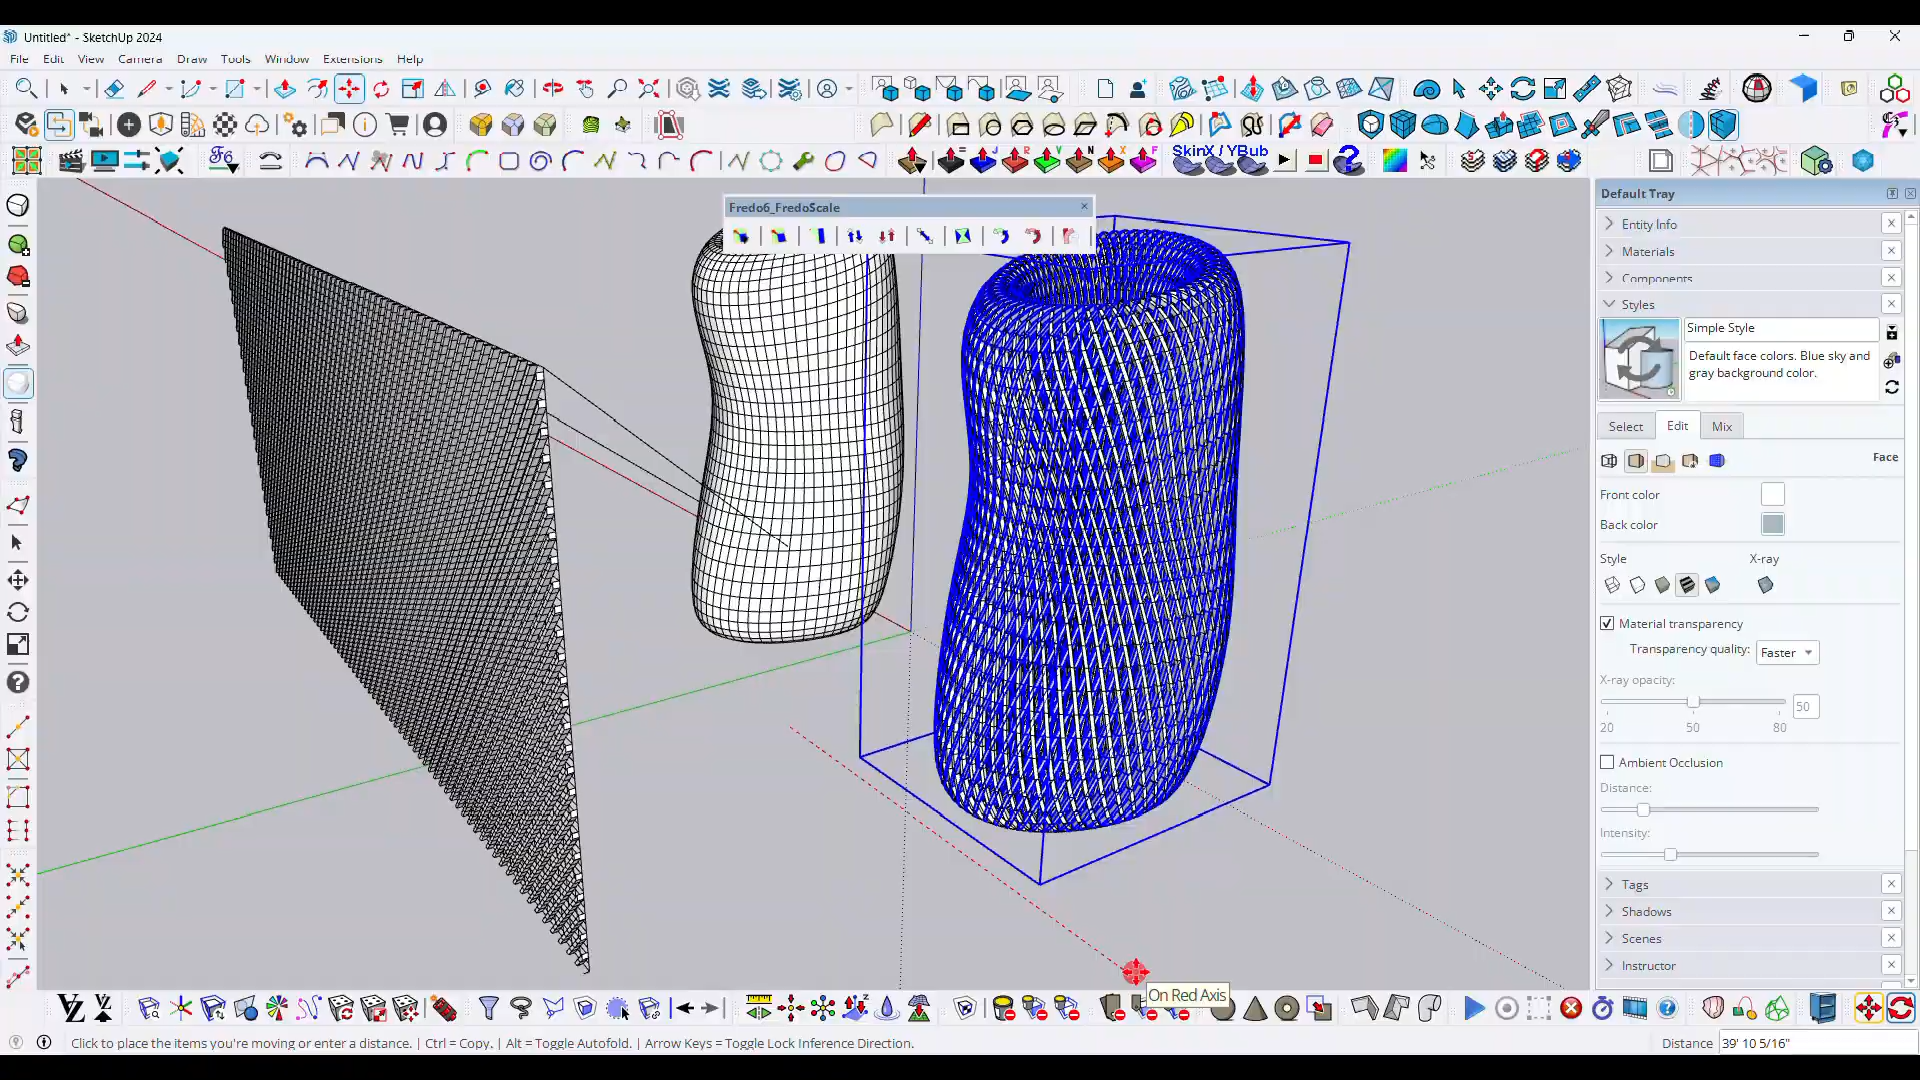 Untitled* - SketchUp 2024
File Edit View Camera Draw Tools Window Extensions Help
SkinX / YBub
Fredo6_FredoScale
Default Tray
Entity Info
Materials
Components
Styles
Simple Style
Default face colors. Blue sky and
gray background color.
Select Edit Mix
Face
Front color
Back color
Style X-ray
Material transparency
Transparency quality: Faster
X-ray opacity:
50
20 50 80
Ambient Occlusion
Distance:
Intensity:
Tags
Shadows
Scenes
Instructor
On Red Axis
Click to place the items you're moving or enter a distance. | Ctrl = Copy, | Alt = Toggle Autofold. | Arrow Keys = Toggle Lock Inference Direction.
Distance 39' 10 5/16"